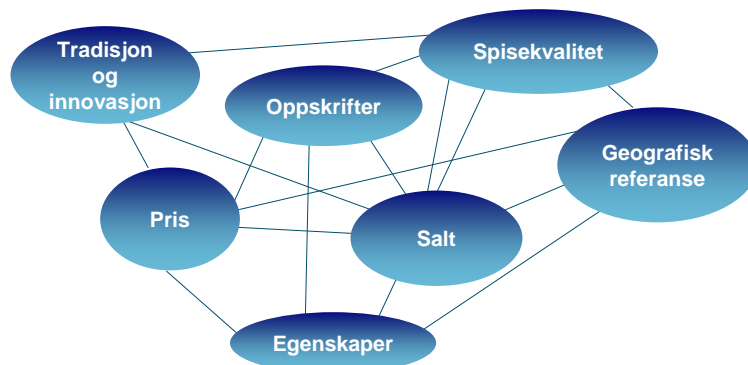 Tradisjon
og
innovasjon
Spisekvalitet
Oppskrifter
Geografisk
referanse
Pris
Salt
Egenskaper